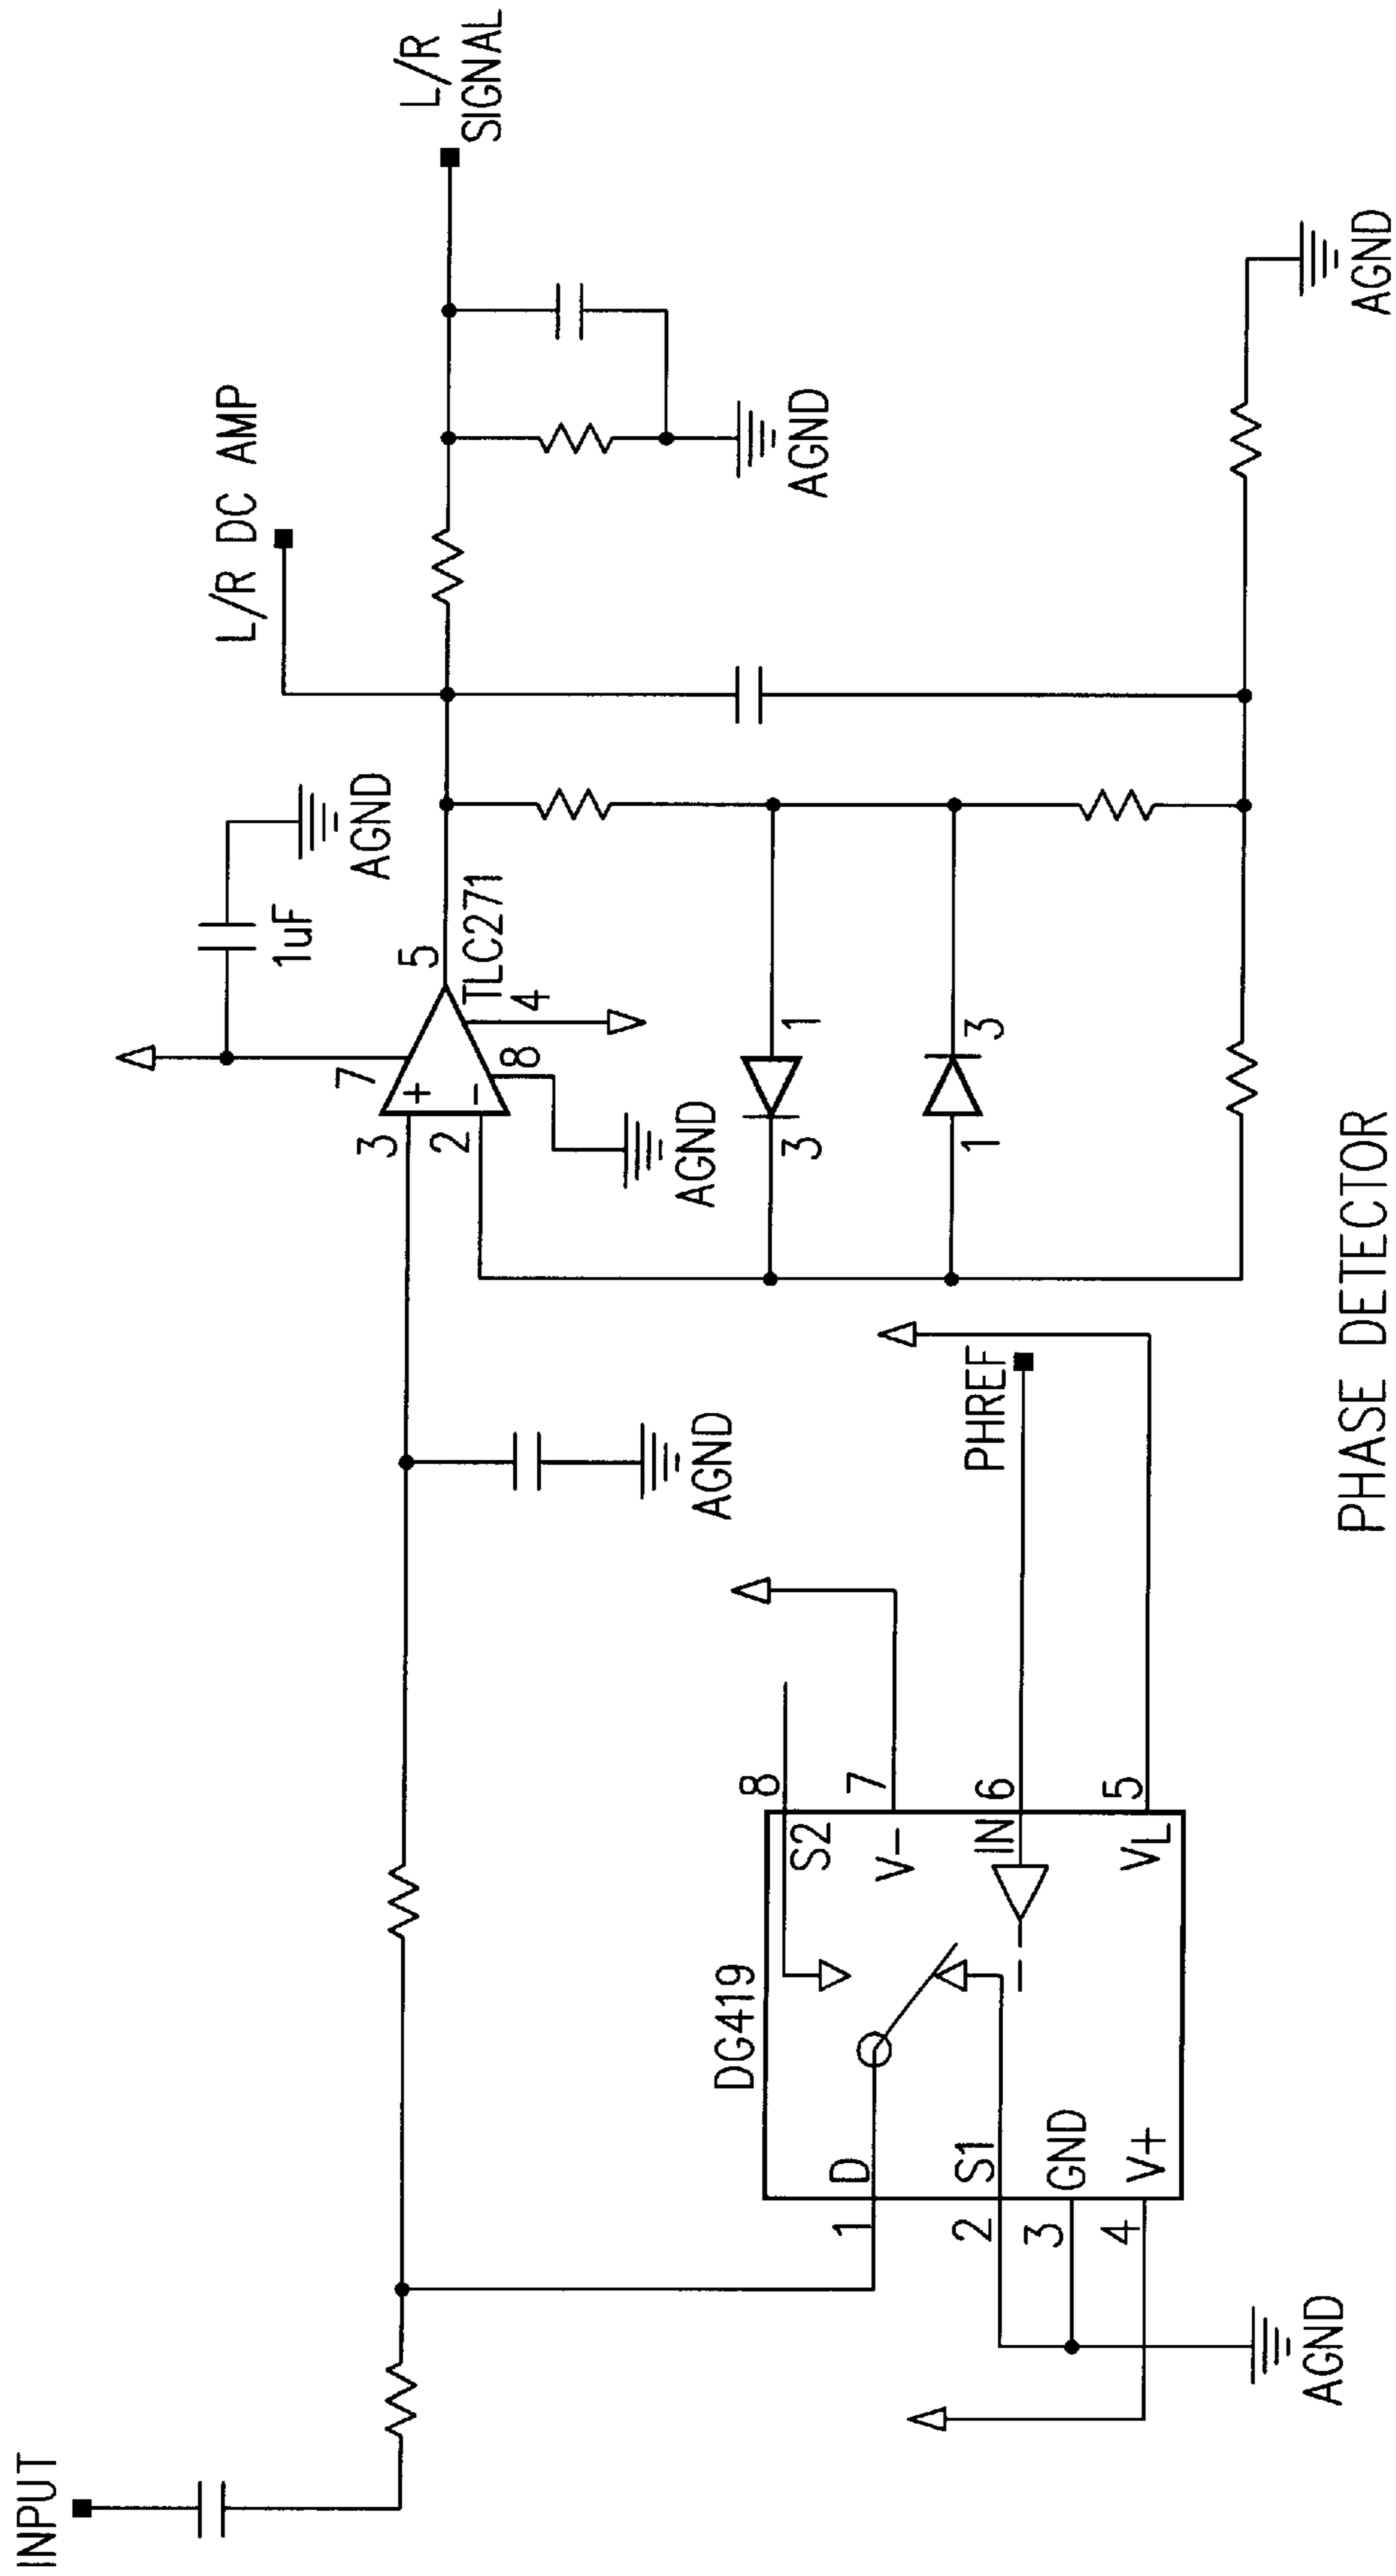 INPUT
L/R DC AMP
L/R
SIGNAL
1uF
AGND
7
3
+
2
-
5
TLC271
4
8
AGND
AGND
AGND
1
3
3
1
AGND
PHREF
DG419
1
D
S2
8
V-
7
2
S1
IN
6
3
GND
4
V+
VL
5
AGND
PHASE DETECTOR